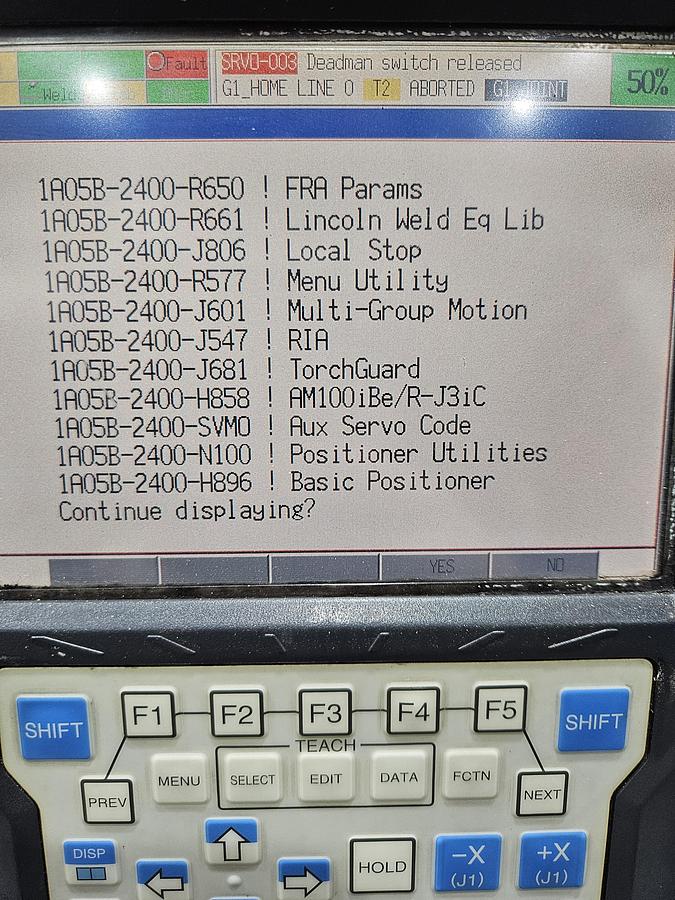 Fault SRVO-003 Deadman switch released
Weld G1_HOME LINE 0 T2 ABORTED G1 JOINT 50%
1A05B-2400-R650 ! FRA Params
1A05B-2400-R661 ! Lincoln Weld Eq Lib
1A05B-2400-J806 ! Local Stop
1A05B-2400-R577 ! Menu Utility
1A05B-2400-J601 ! Multi-Group Motion
1A05B-2400-J547 ! RIA
1A05B-2400-J681 ! TorchGuard
1A05B-2400-H858 ! AM100iBe/R-J3iC
1A05B-2400-SVMO ! Aux Servo Code
1A05B-2400-N100 ! Positioner Utilities
1A05B-2400-H896 ! Basic Positioner
Continue displaying?
YES NO
SHIFT F1 F2 F3 F4 F5 SHIFT
TEACH
PREV MENU SELECT EDIT DATA FCTN NEXT
DISP HOLD -X +X
(J1) (J1)